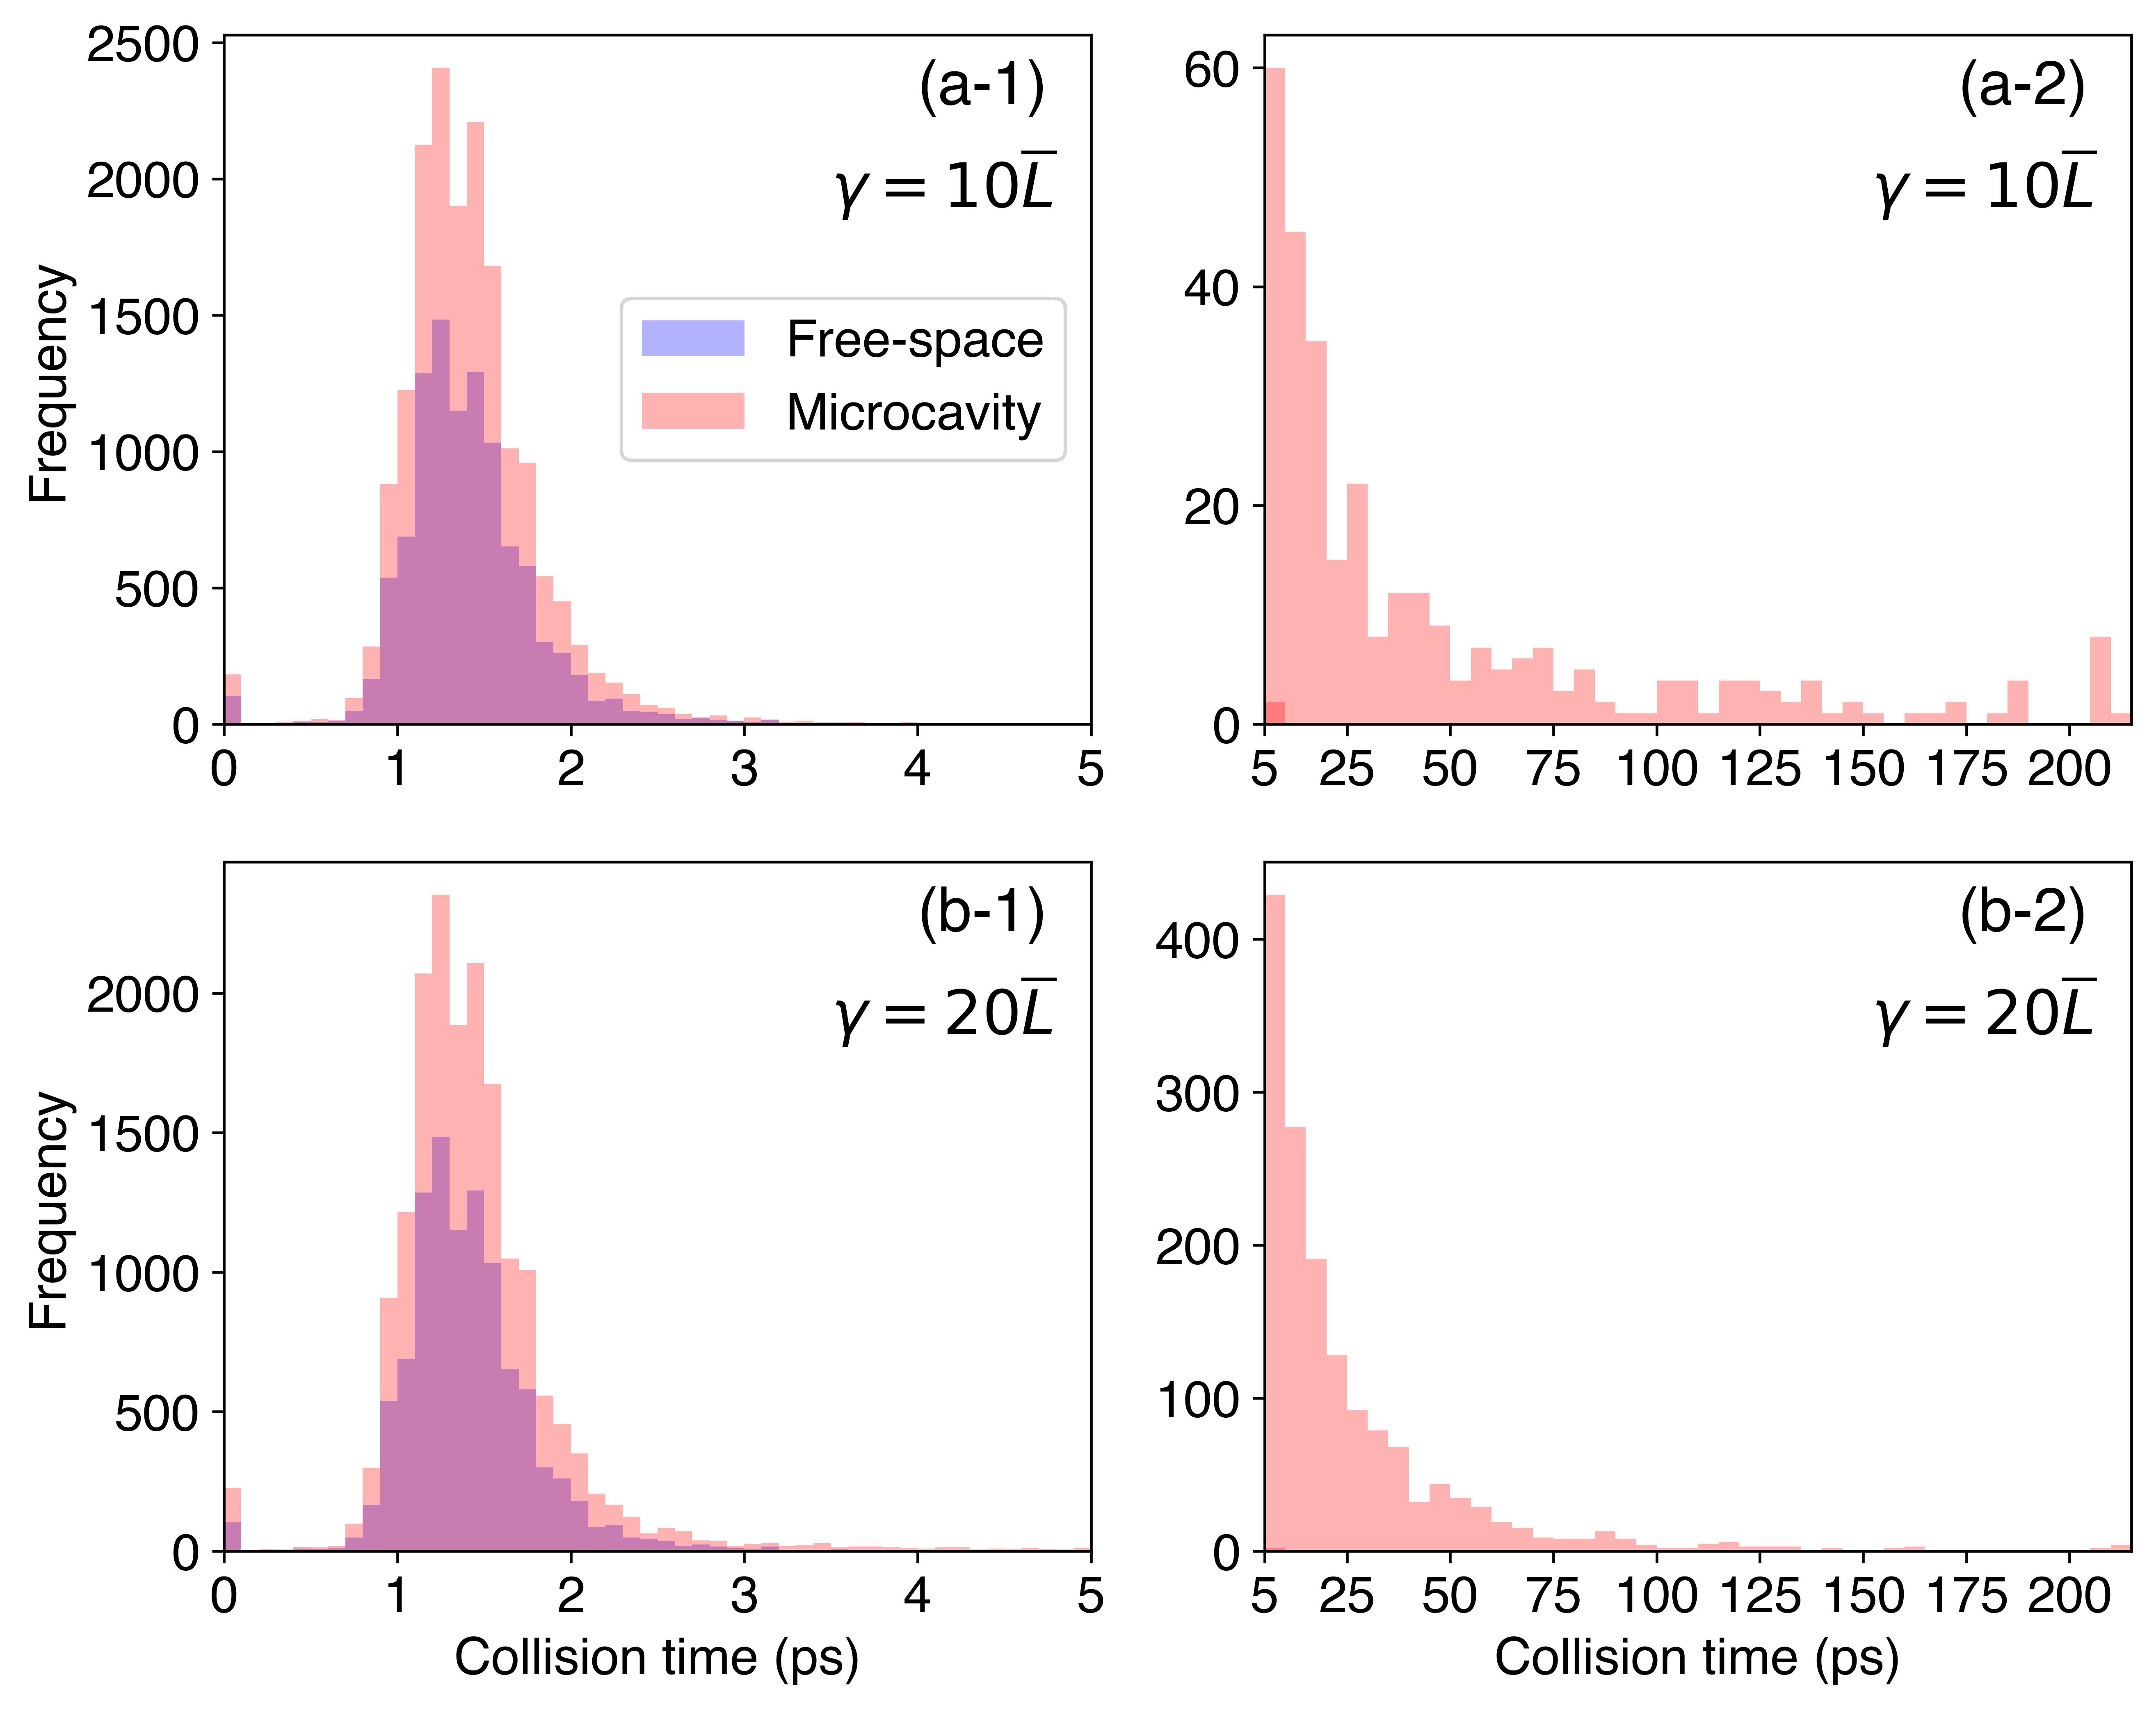 2500
2000
1500
1000
500
0
Frequency
(a-1)
γ = 10L̅
Free-space
Microcavity
0 1 2 3 4 5
60
40
20
0
(a-2)
γ = 10L̅
5 25 50 75 100 125 150 175 200
2000
1500
1000
500
0
Frequency
(b-1)
γ = 20L̅
0 1 2 3 4 5
Collision time (ps)
400
300
200
100
0
(b-2)
γ = 20L̅
5 25 50 75 100 125 150 175 200
Collision time (ps)